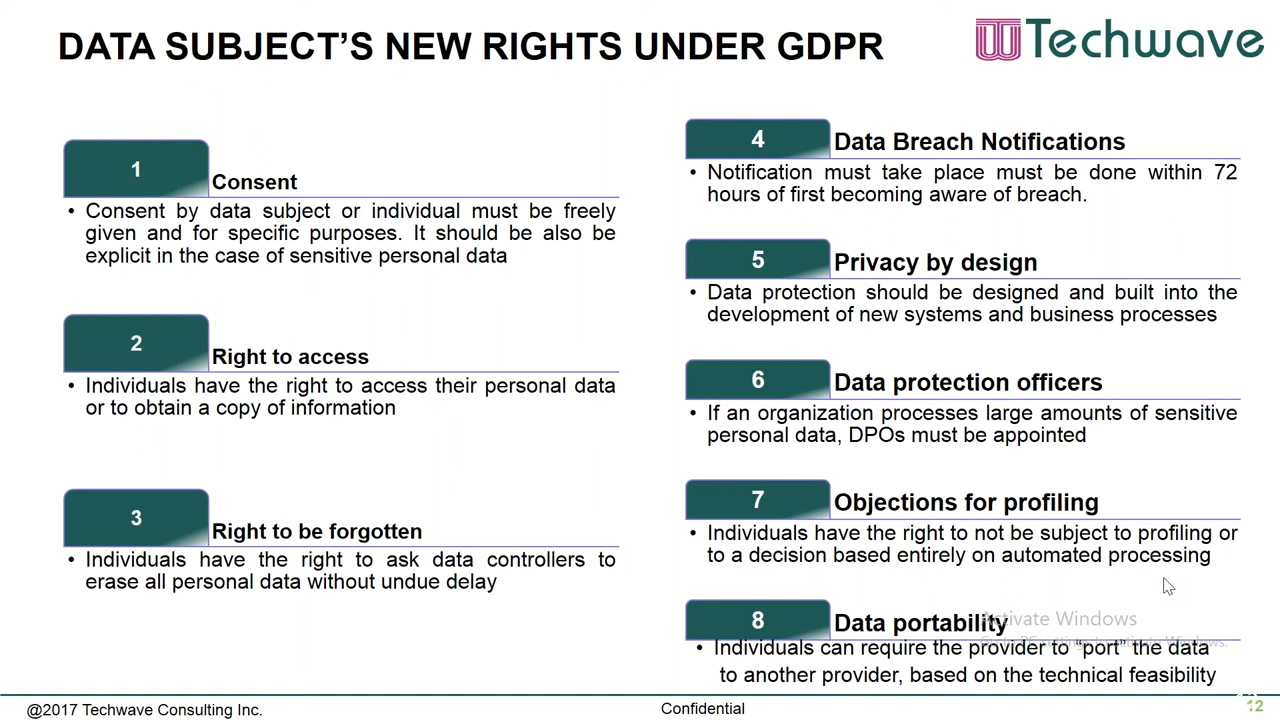 DATA SUBJECT’S NEW RIGHTS UNDER GDPR
Techwave
1
Consent
• Consent by data subject or individual must be freely
given and for specific purposes. It should be also be
explicit in the case of sensitive personal data
2
Right to access
• Individuals have the right to access their personal data
or to obtain a copy of information
3
Right to be forgotten
• Individuals have the right to ask data controllers to
erase all personal data without undue delay
4
Data Breach Notifications
• Notification must take place must be done within 72
hours of first becoming aware of breach.
5
Privacy by design
• Data protection should be designed and built into the
development of new systems and business processes
6
Data protection officers
• If an organization processes large amounts of sensitive
personal data, DPOs must be appointed
7
Objections for profiling
• Individuals have the right to not be subject to profiling or
to a decision based entirely on automated processing
8
Data portability
• Individuals can require the provider to “port” the data
to another provider, based on the technical feasibility
Activate Windows
@2017 Techwave Consulting Inc.
Confidential
12